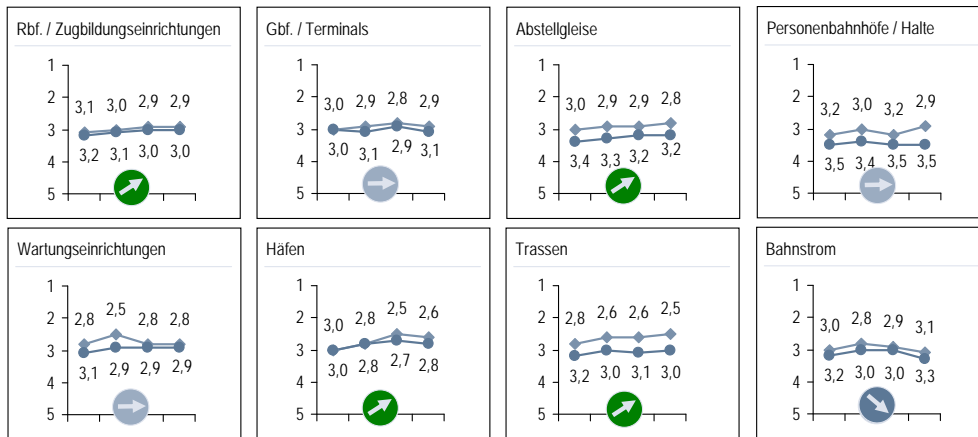 Rbf. / Zugbildungseinrichtungen
1
2
3
4
5
3,1 3,0 2,9 2,9
3,2 3,1 3,0 3,0
Gbf. / Terminals
1
2
3
4
5
3,0 2,9 2,8 2,9
3,0 3,1 2,9 3,1
Abstellgleise
1
2
3
4
5
3,0 2,9 2,9 2,8
3,4 3,3 3,2 3,2
Personenbahnhöfe / Halte
1
2
3
4
5
3,2 3,0 3,2 2,9
3,5 3,4 3,5 3,5
Wartungseinrichtungen
1
2
3
4
5
2,8 2,5 2,8 2,8
3,1 2,9 2,9 2,9
Häfen
1
2
3
4
5
3,0 2,8 2,5 2,6
3,0 2,8 2,7 2,8
Trassen
1
2
3
4
5
2,8 2,6 2,6 2,5
3,2 3,0 3,1 3,0
Bahnstrom
1
2
3
4
5
3,0 2,8 2,9 3,1
3,2 3,0 3,0 3,3